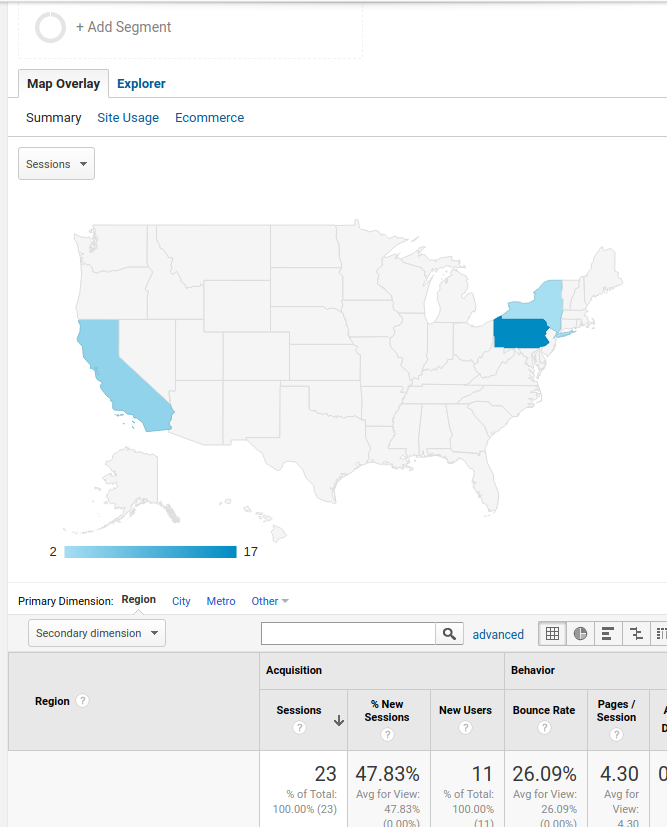 + Add Segment
Map Overlay Explorer
Summary Site Usage Ecommerce
Sessions
2 17
Primary Dimension: Region City Metro Other
Secondary dimension advanced
Acquisition Behavior
Region ? Sessions ? % New Sessions ? New Users ? Bounce Rate ? Pages / Session ? A D
23 47.83% 11 26.09% 4.30 0
% of Total: 100.00% (23) Avg for View: 47.83% (0.00%) % of Total: 100.00% (11) Avg for View: 26.09% (0.00%) Avg for View: 4.30